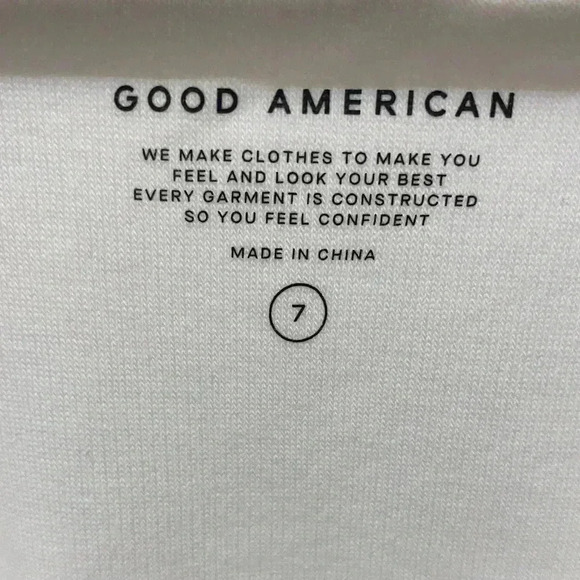 GOOD AMERICAN
WE MAKE CLOTHES TO MAKE YOU
FEEL AND LOOK YOUR BEST
EVERY GARMENT IS CONSTRUCTED
SO YOU FEEL CONFIDENT
MADE IN CHINA
7